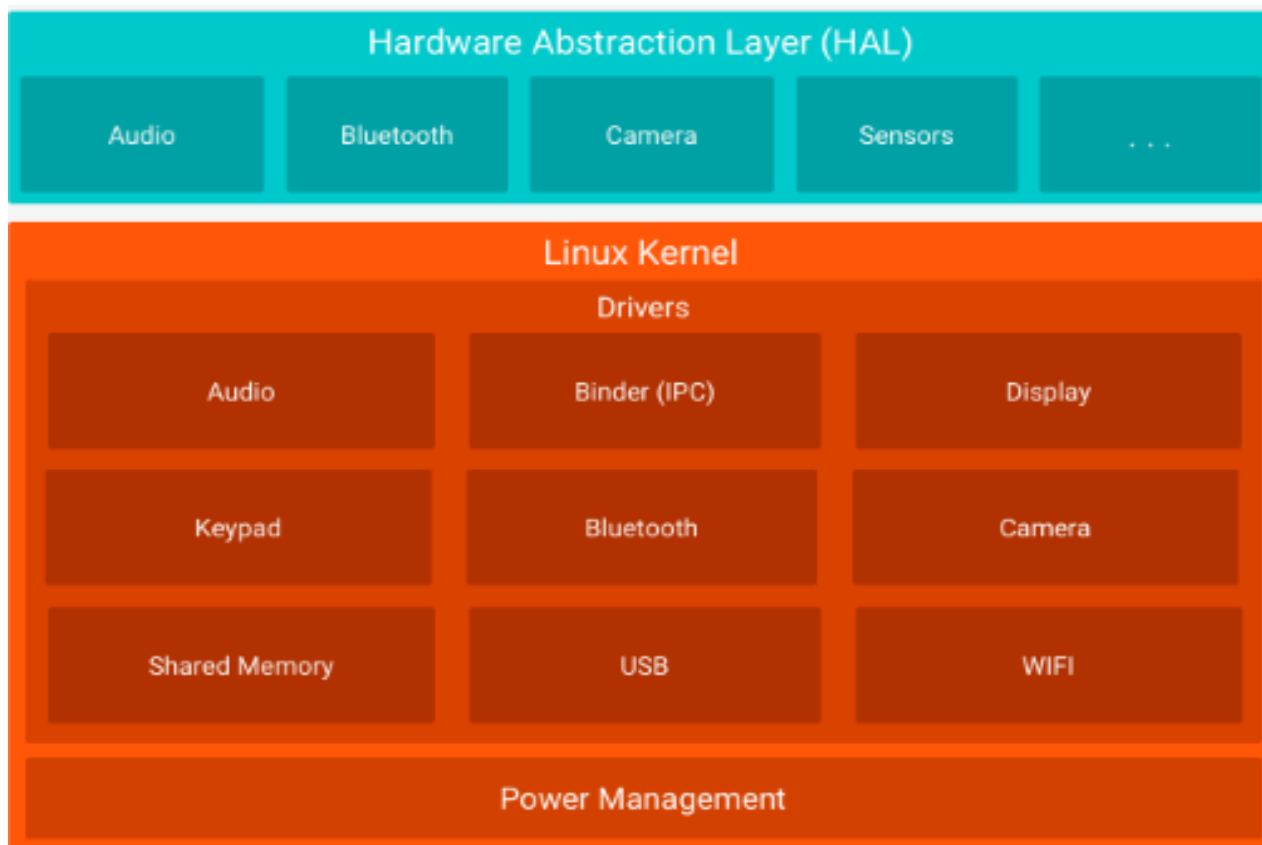 Hardware Abstraction Layer (HAL)
Audio
Bluetooth
Camera
Sensors
. . .
Linux Kernel
Drivers
Audio
Binder (IPC)
Display
Keypad
Bluetooth
Camera
Shared Memory
USB
WIFI
Power Management